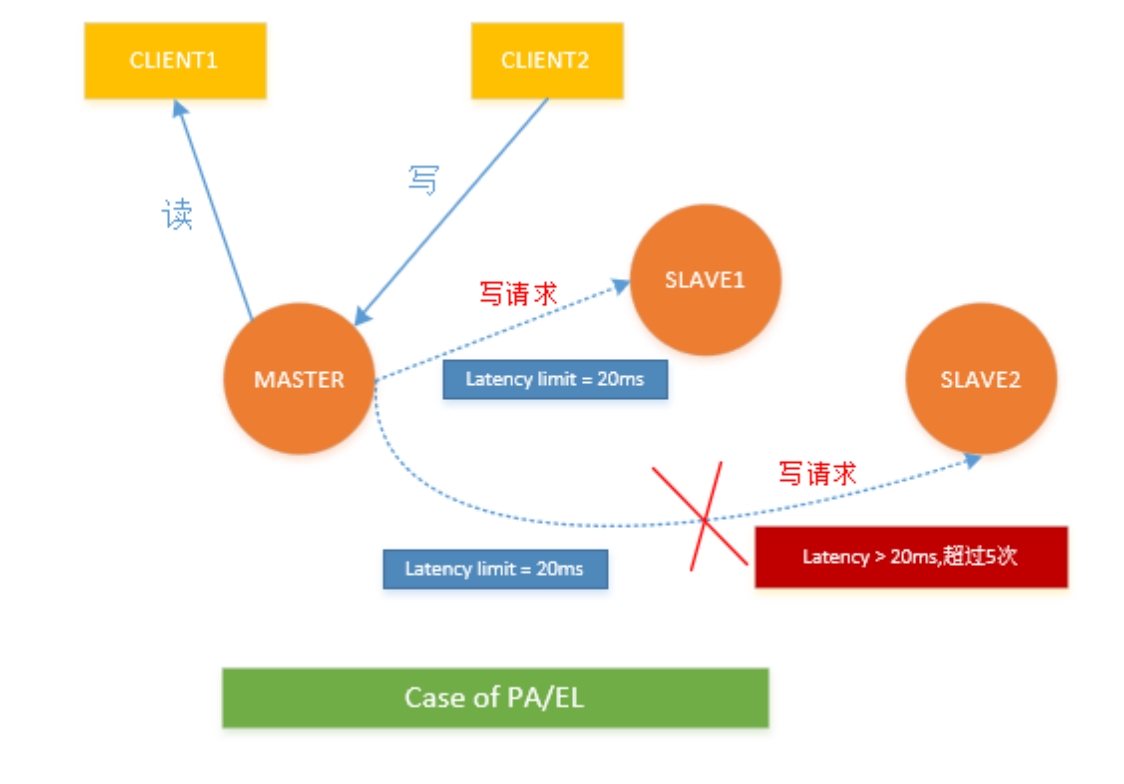 CLIENT1
CLIENT2
写
读
SLAVE1
写请求
MASTER
Latency limit = 20ms
SLAVE2
写请求
Latency limit = 20ms
Latency > 20ms,超过5次
Case of PA/EL